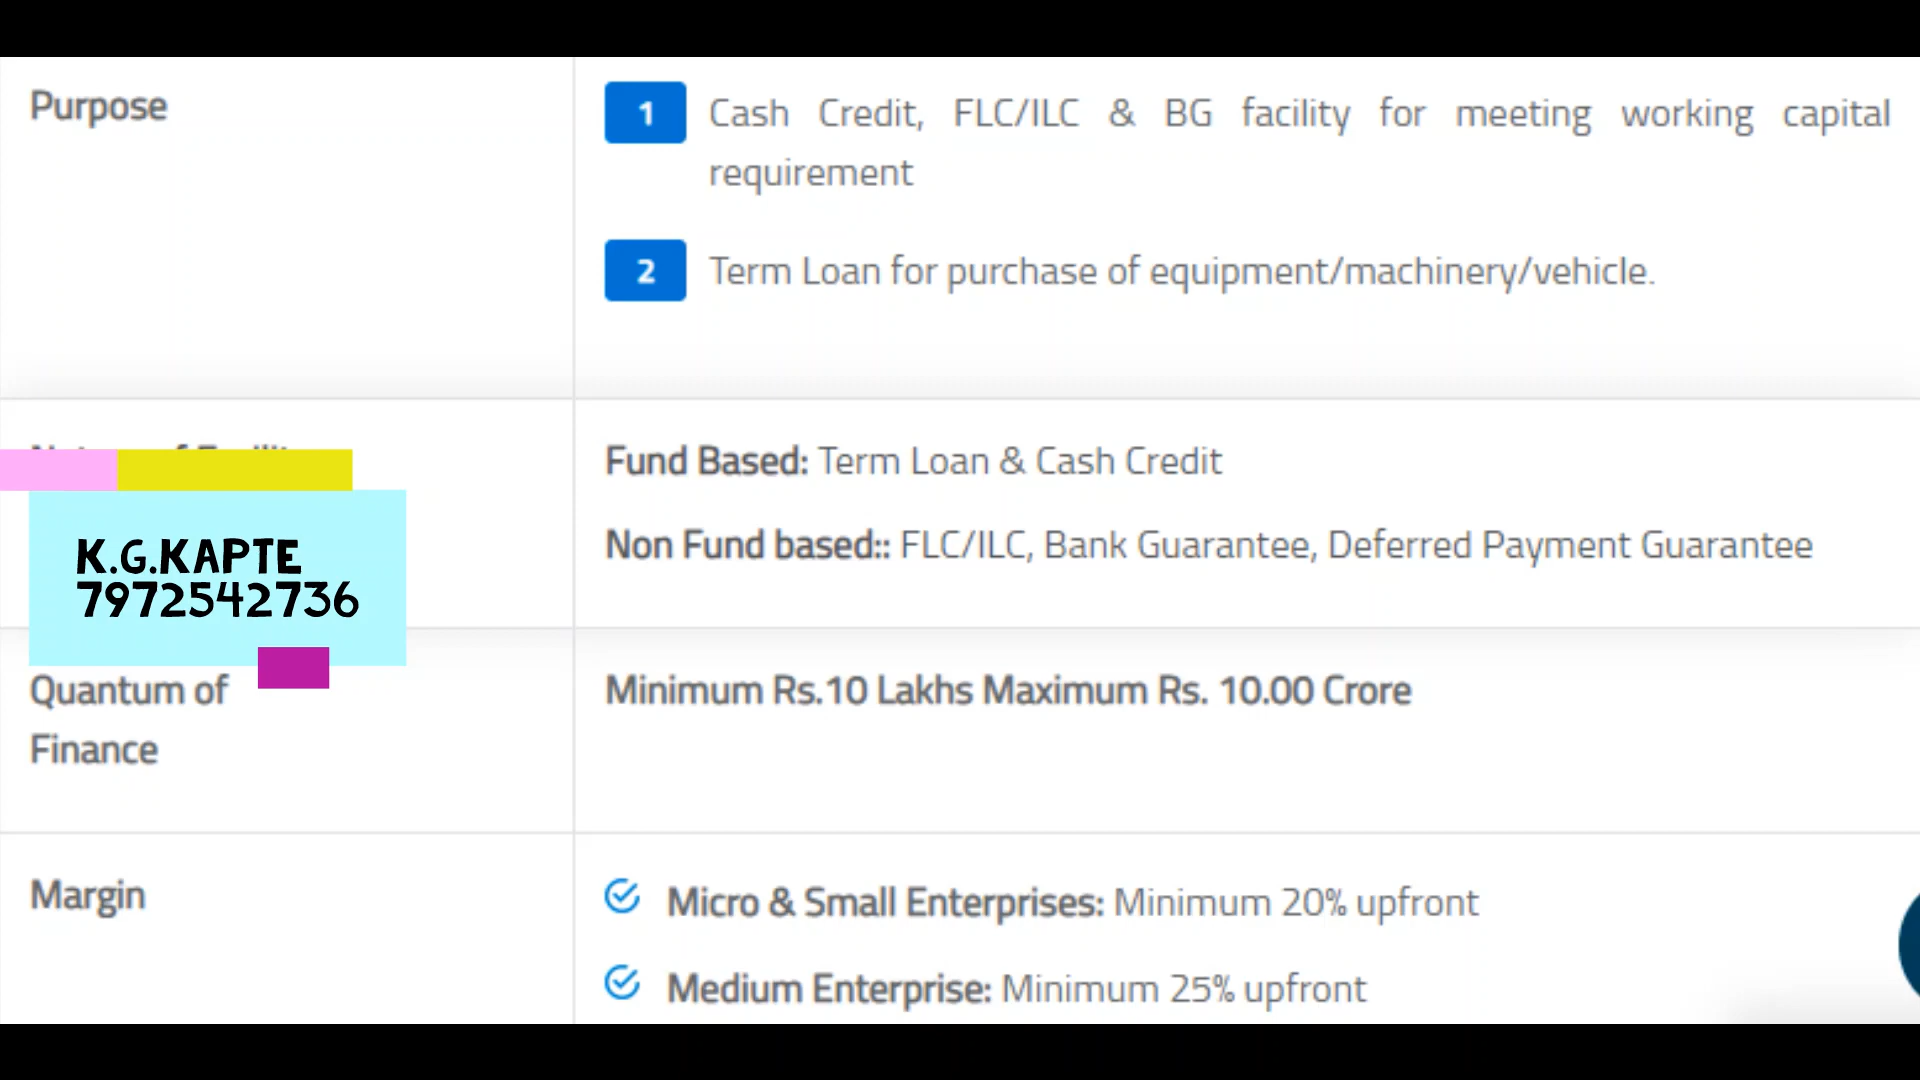 Purpose
1 Cash Credit, FLC/ILC & BG facility for meeting working capital
requirement
2 Term Loan for purchase of equipment/machinery/vehicle.
Fund Based: Term Loan & Cash Credit
Non Fund based:: FLC/ILC, Bank Guarantee, Deferred Payment Guarantee
K.G.KAPTE
7972542736
Quantum of
Finance
Minimum Rs.10 Lakhs Maximum Rs. 10.00 Crore
Margin
Micro & Small Enterprises: Minimum 20% upfront
Medium Enterprise: Minimum 25% upfront